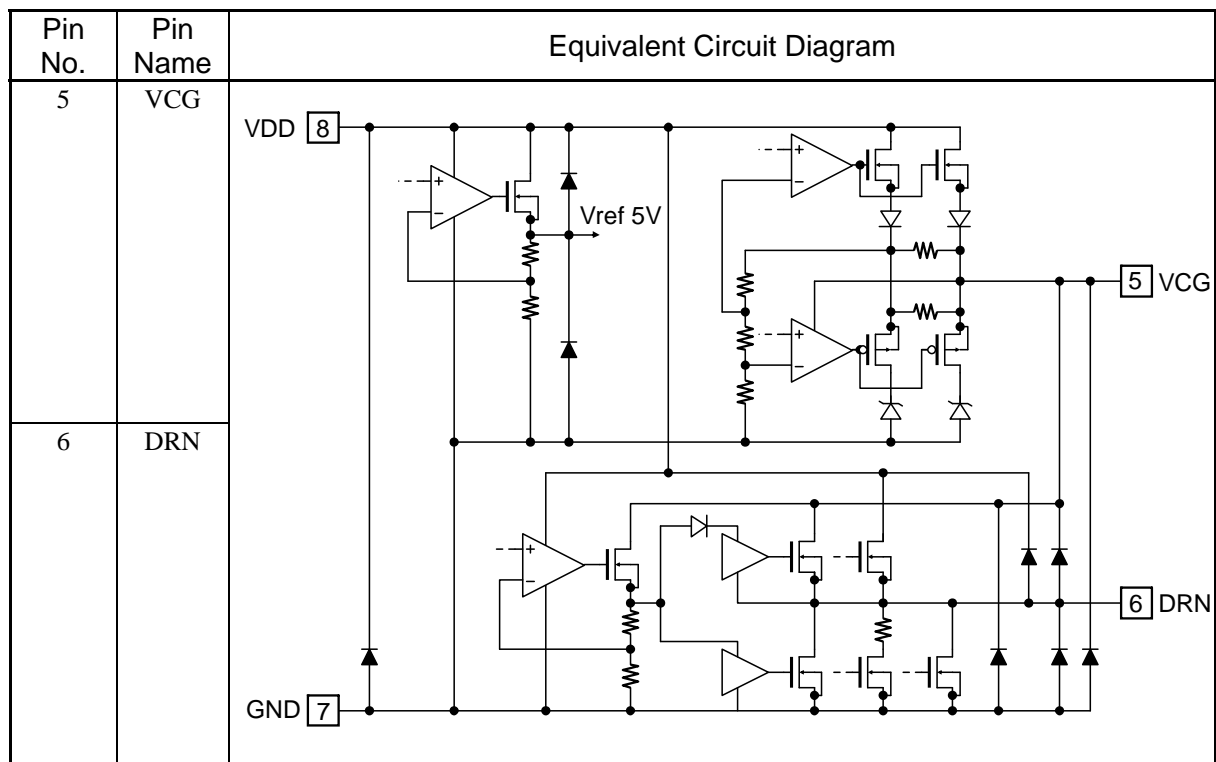 Pin No.
Pin Name
Equivalent Circuit Diagram
5
VCG
VDD 8
+
−
Vref 5V
+
−
5 VCG
+
−
6
DRN
+
−
6 DRN
GND 7